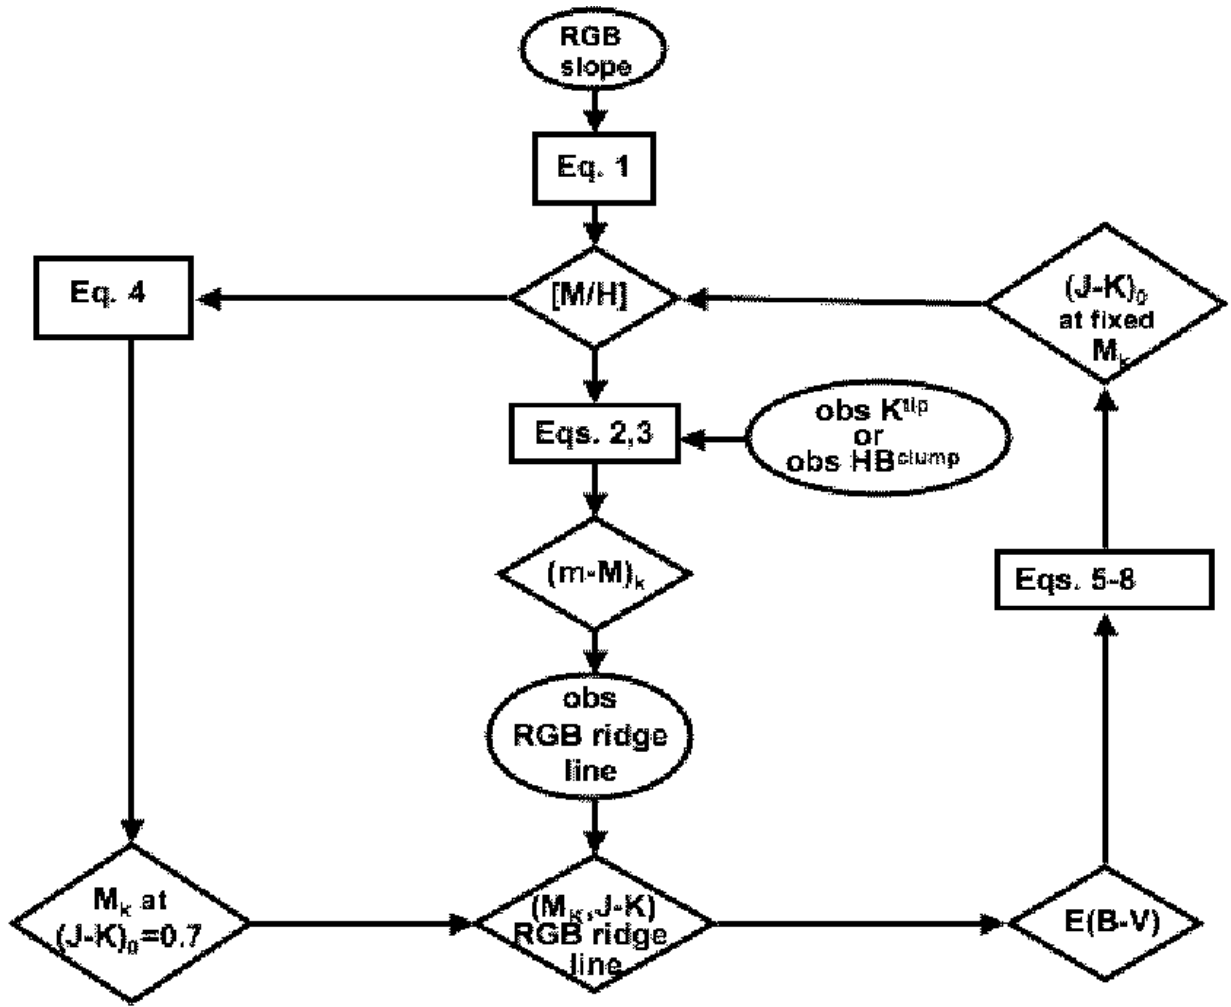 RGB
slope
Eq. 1
Eq. 4
[M/H]
(J-K)₀
at fixed
Mₖ
Eqs. 2,3
obs Kᵗⁱᵖ
or
obs HBᶜˡᵘᵐᵖ
(m-M)ₖ
Eqs. 5-8
obs
RGB ridge
line
Mₖ at
(J-K)₀=0.7
(Mₖ,J-K)
RGB ridge
line
E(B-V)